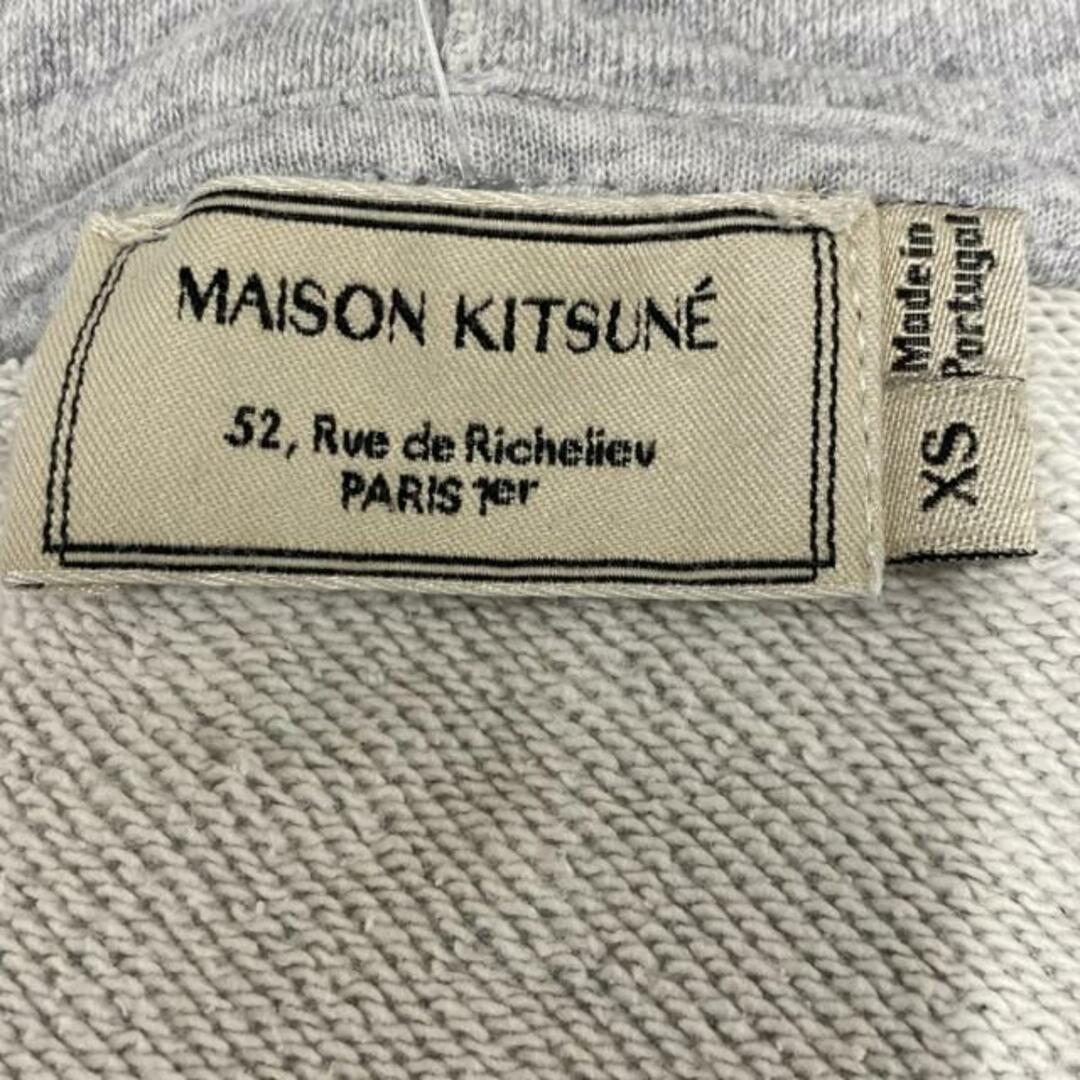 MAISON KITSUNÉ
52, Rue de Richelieu
PARIS 1er
Made in
Portugal
XS